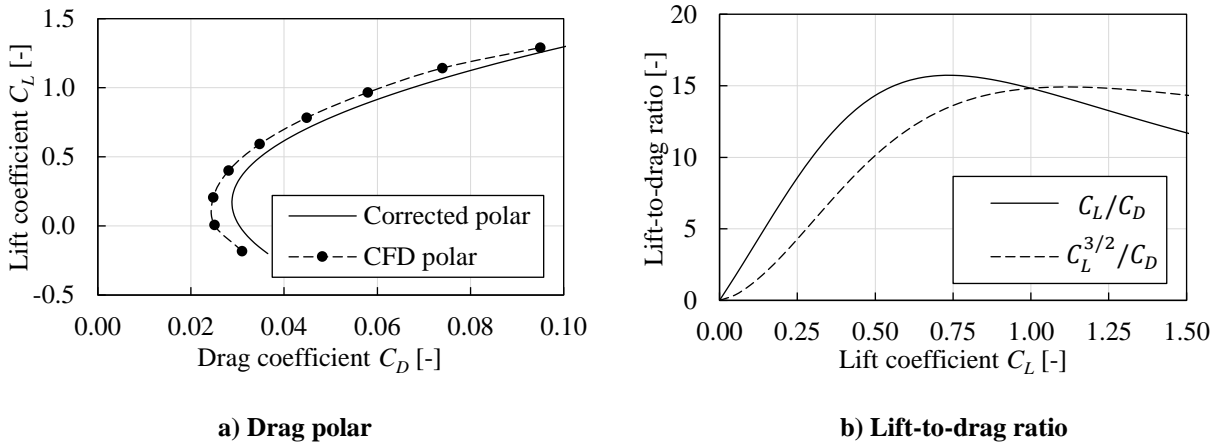 1.5
1.0
0.5
0.0
-0.5
0.00 0.02 0.04 0.06 0.08 0.10
Lift coefficient C_L [-]
Drag coefficient C_D [-]
Corrected polar
CFD polar
a) Drag polar
20
15
10
5
0
0.00 0.25 0.50 0.75 1.00 1.25 1.50
Lift-to-drag ratio [-]
Lift coefficient C_L [-]
C_L/C_D
C_L^{3/2}/C_D
b) Lift-to-drag ratio